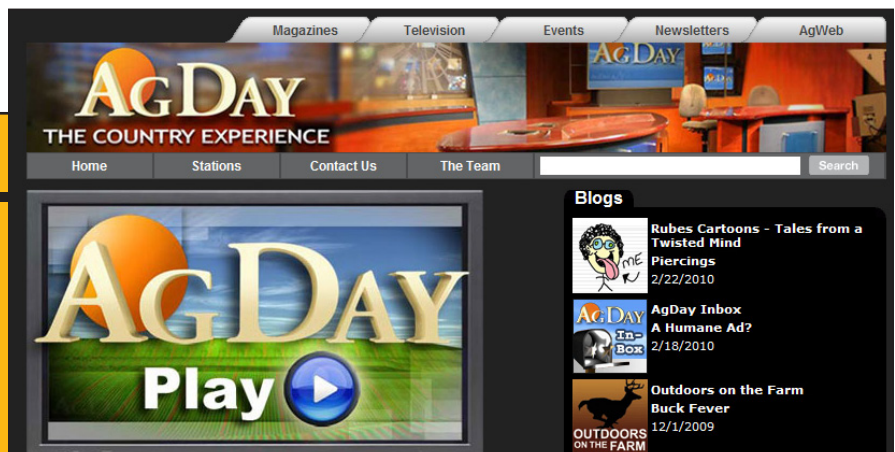 Magazines
Television
Events
Newsletters
AgWeb
AGDAY
THE COUNTRY EXPERIENCE
AGDAY
4
Home
Stations
Contact Us
The Team
Search
AGDAY
Play
Blogs
Rubes Cartoons - Tales from a
Twisted Mind
Piercings
2/22/2010
ME
AGDAY
In-
Box
AgDay Inbox
A Humane Ad?
2/18/2010
OUTDOORS
ON THE FARM
Outdoors on the Farm
Buck Fever
12/1/2009